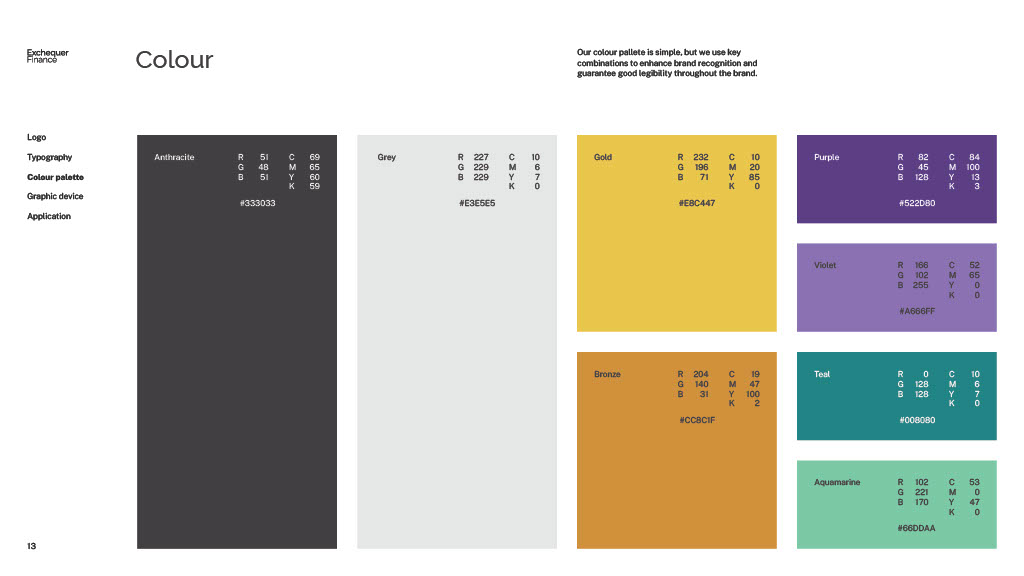 Exchequer
Finance
Colour
Our colour pallete is simple, but we use key
combinations to enhance brand recognition and
guarantee good legibility throughout the brand.
Logo
Typography
Colour palette
Graphic device
Application
Anthracite R 51 C 69
G 48 M 65
B 51 Y 60
K 59
#333033
Grey R 227 C 10
G 229 M 6
B 229 Y 7
K 0
#E3E5E5
Gold R 232 C 10
G 196 M 20
B 71 Y 85
K 0
#E8C447
Bronze R 204 C 19
G 140 M 47
B 31 Y 100
K 2
#CC8C1F
Purple R 82 C 84
G 45 M 100
B 128 Y 13
K 3
#522D80
Violet R 166 C 52
G 102 M 65
B 255 Y 0
K 0
#A666FF
Teal R 0 C 10
G 128 M 6
B 128 Y 7
K 0
#008080
Aquamarine R 102 C 53
G 221 M 0
B 170 Y 47
K 0
#66DDAA
13